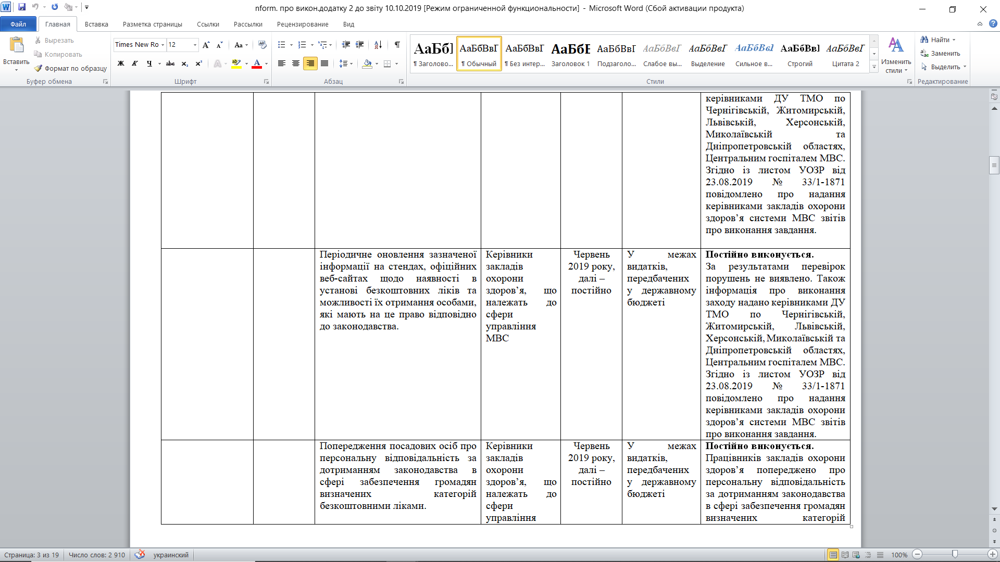 nform. про викон.додатку 2 до звіту 10.10.2019 [Режим ограниченной функциональности] - Microsoft Word (Сбой активации продукта)
Файл Главная Вставка Разметка страницы Ссылки Рассылки Рецензирование Вид
Вставить
Вырезать
Копировать
Формат по образцу
Буфер обмена
Times New Ro 12
Шрифт
Абзац
АаБбІ АаБбВвГ АаБбВвГ АаБбЕ АаБбВвГ АаБбВвГ АаБбВвГ АаБбВвІ АаБбВвІ АаБбВвГ
¶ Заголово... ¶ Обычный ¶ Без интер... Заголовок 1 Подзаголо... Слабое вы... Выделение Сильное в... Строгий Цитата 2
Стили
Изменить
стили
Найти
Заменить
Выделить
Редактирование
керівниками ДУ ТМО по
Чернігівській, Житомирській,
Львівській, Херсонській,
Миколаївській та
Дніпропетровській областях,
Центральним госпіталем МВС.
Згідно із листом УОЗР від
23.08.2019 № 33/1-1871
повідомлено про надання
керівниками закладів охорони
здоров’я системи МВС звітів
про виконання завдання.
Періодичне оновлення зазначеної
інформації на стендах, офіційних
веб-сайтах щодо наявності в
установі безкоштовних ліків та
можливості їх отримання особами,
які мають на це право відповідно
до законодавства.
Керівники
закладів
охорони
здоров’я, що
належать до
сфери
управління
МВС
Червень
2019 року,
далі –
постійно
У межах
видатків,
передбачених
у державному
бюджеті
Постійно виконується.
За результатами перевірок
порушень не виявлено. Також
інформація про виконання
заходу надано керівниками ДУ
ТМО по Чернігівській,
Житомирській, Львівській,
Херсонській, Миколаївській та
Дніпропетровській областях,
Центральним госпіталем МВС.
Згідно із листом УОЗР від
23.08.2019 № 33/1-1871
повідомлено про надання
керівниками закладів охорони
здоров’я системи МВС звітів
про виконання завдання.
Попередження посадових осіб про
персональну відповідальність за
дотриманням законодавства в
сфері забезпечення громадян
визначених категорій
безкоштовними ліками.
Керівники
закладів
охорони
здоров’я, що
належать до
сфери
управління
Червень
2019 року,
далі –
постійно
У межах
видатків,
передбачених
у державному
бюджеті
Постійно виконується.
Працівників закладів охорони
здоров’я попереджено про
персональну відповідальність
за дотриманням законодавства
в сфері забезпечення громадян
визначених категорій
Страница: 3 из 19 Число слов: 2 910 украинский 100%